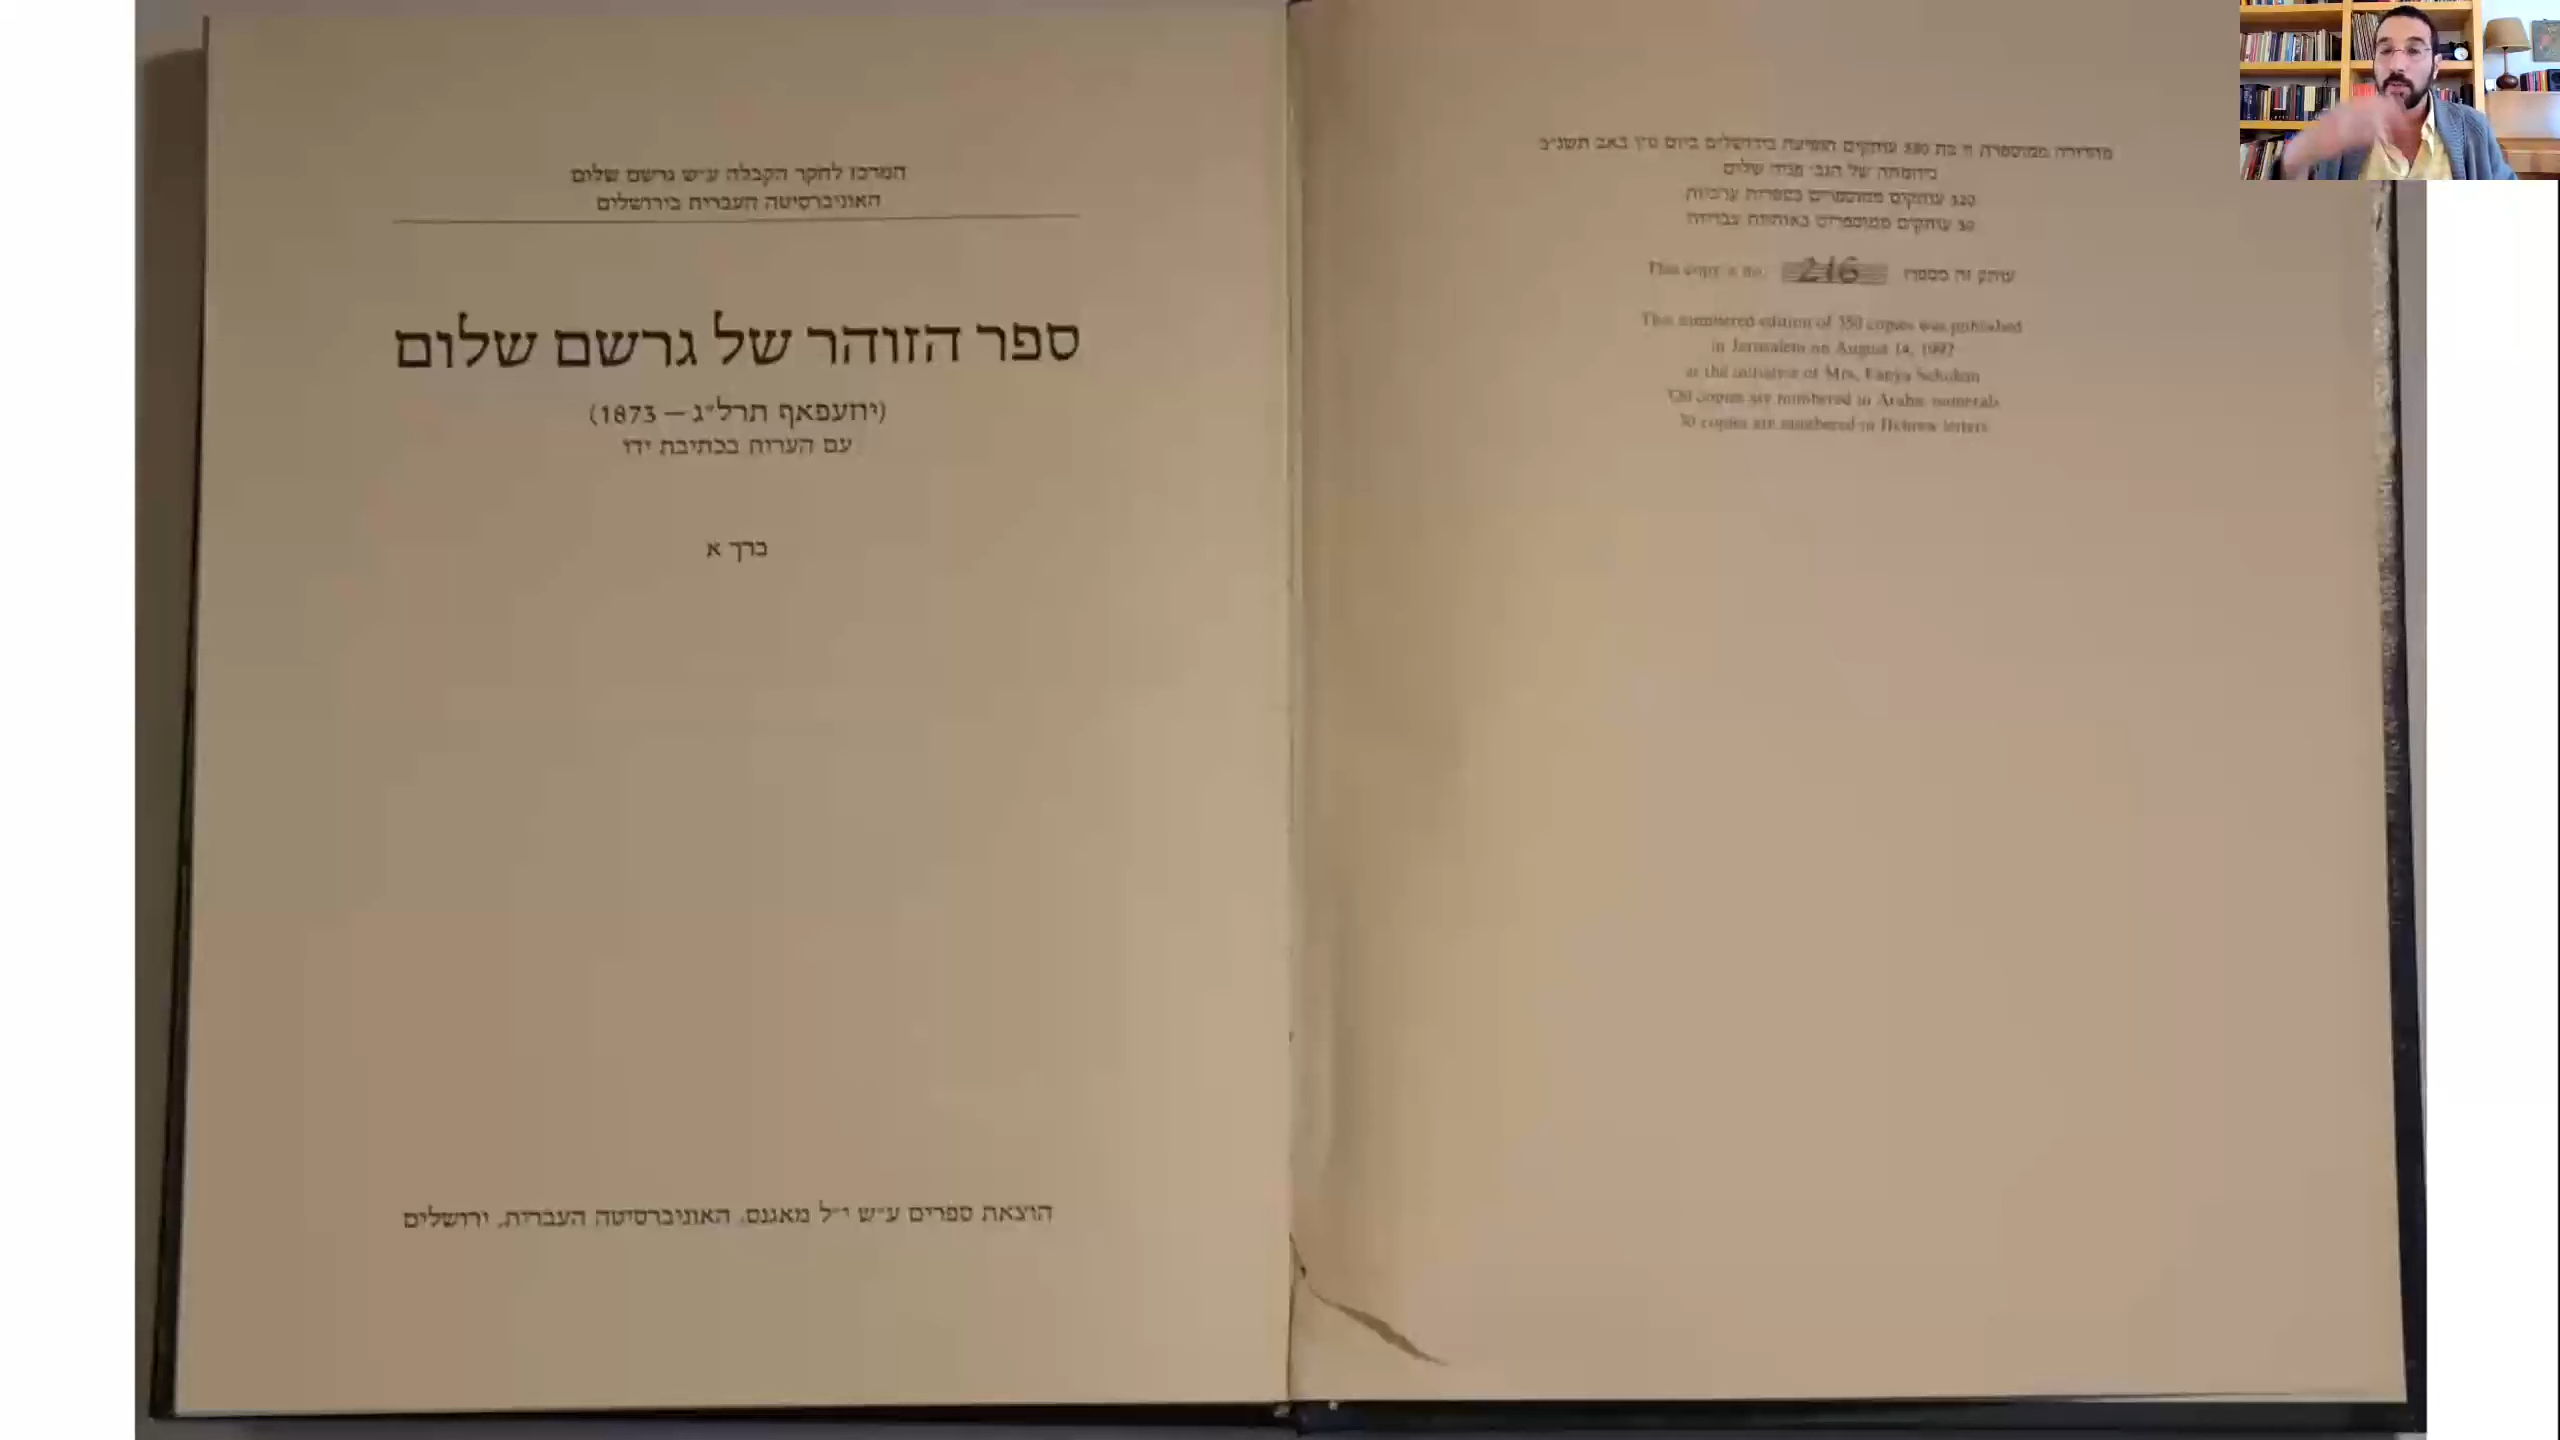 המרכז לחקר הקבלה ע״ש גרשם שלום
האוניברסיטה העברית בירושלים
ספר הזוהר של גרשם שלום
(יוזעפאף תרל״ג – 1873)
עם הערות בכתיבת ידו
כרך א
הוצאת ספרים ע״ש י״ל מאגנס, האוניברסיטה העברית, ירושלים
מהדורה ממוספרת זו בת 350 עותקים הופיעה בירושלים ביום ט״ו באב תשנ״ב
של הגב׳ פניה שלום
320 עותקים ממוספרים בספרות ערביות
30 עותקים ממוספרים באותיות עבריות
This copy is no. 216 עותק זה מספרו
This numbered edition of 350 copies was published
in Jerusalem on August 14, 1992
at the initiative of Mrs. Fanya Scholem
320 copies are numbered in Arabic numerals
30 copies are numbered in Hebrew letters